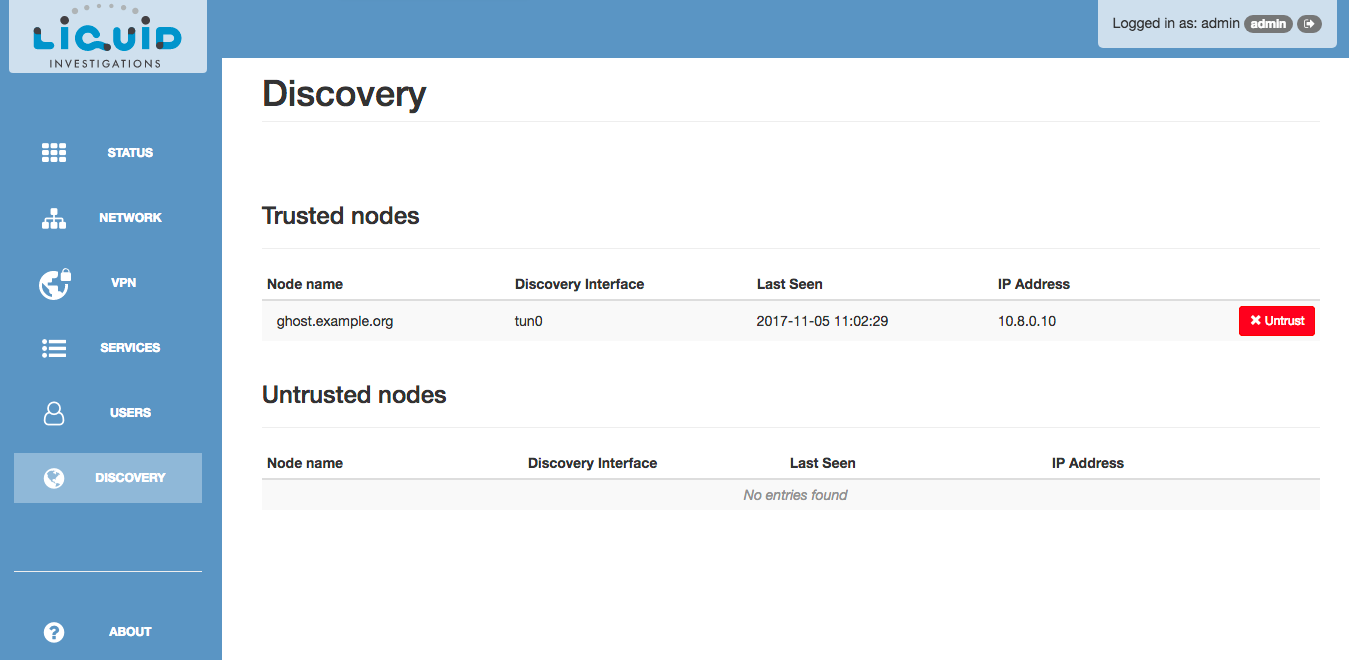 LIQUID
INVESTIGATIONS
Logged in as: admin admin
STATUS
NETWORK
VPN
SERVICES
USERS
DISCOVERY
ABOUT
Discovery
Trusted nodes
Node name Discovery Interface Last Seen IP Address
ghost.example.org tun0 2017-11-05 11:02:29 10.8.0.10 Untrust
Untrusted nodes
Node name Discovery Interface Last Seen IP Address
No entries found